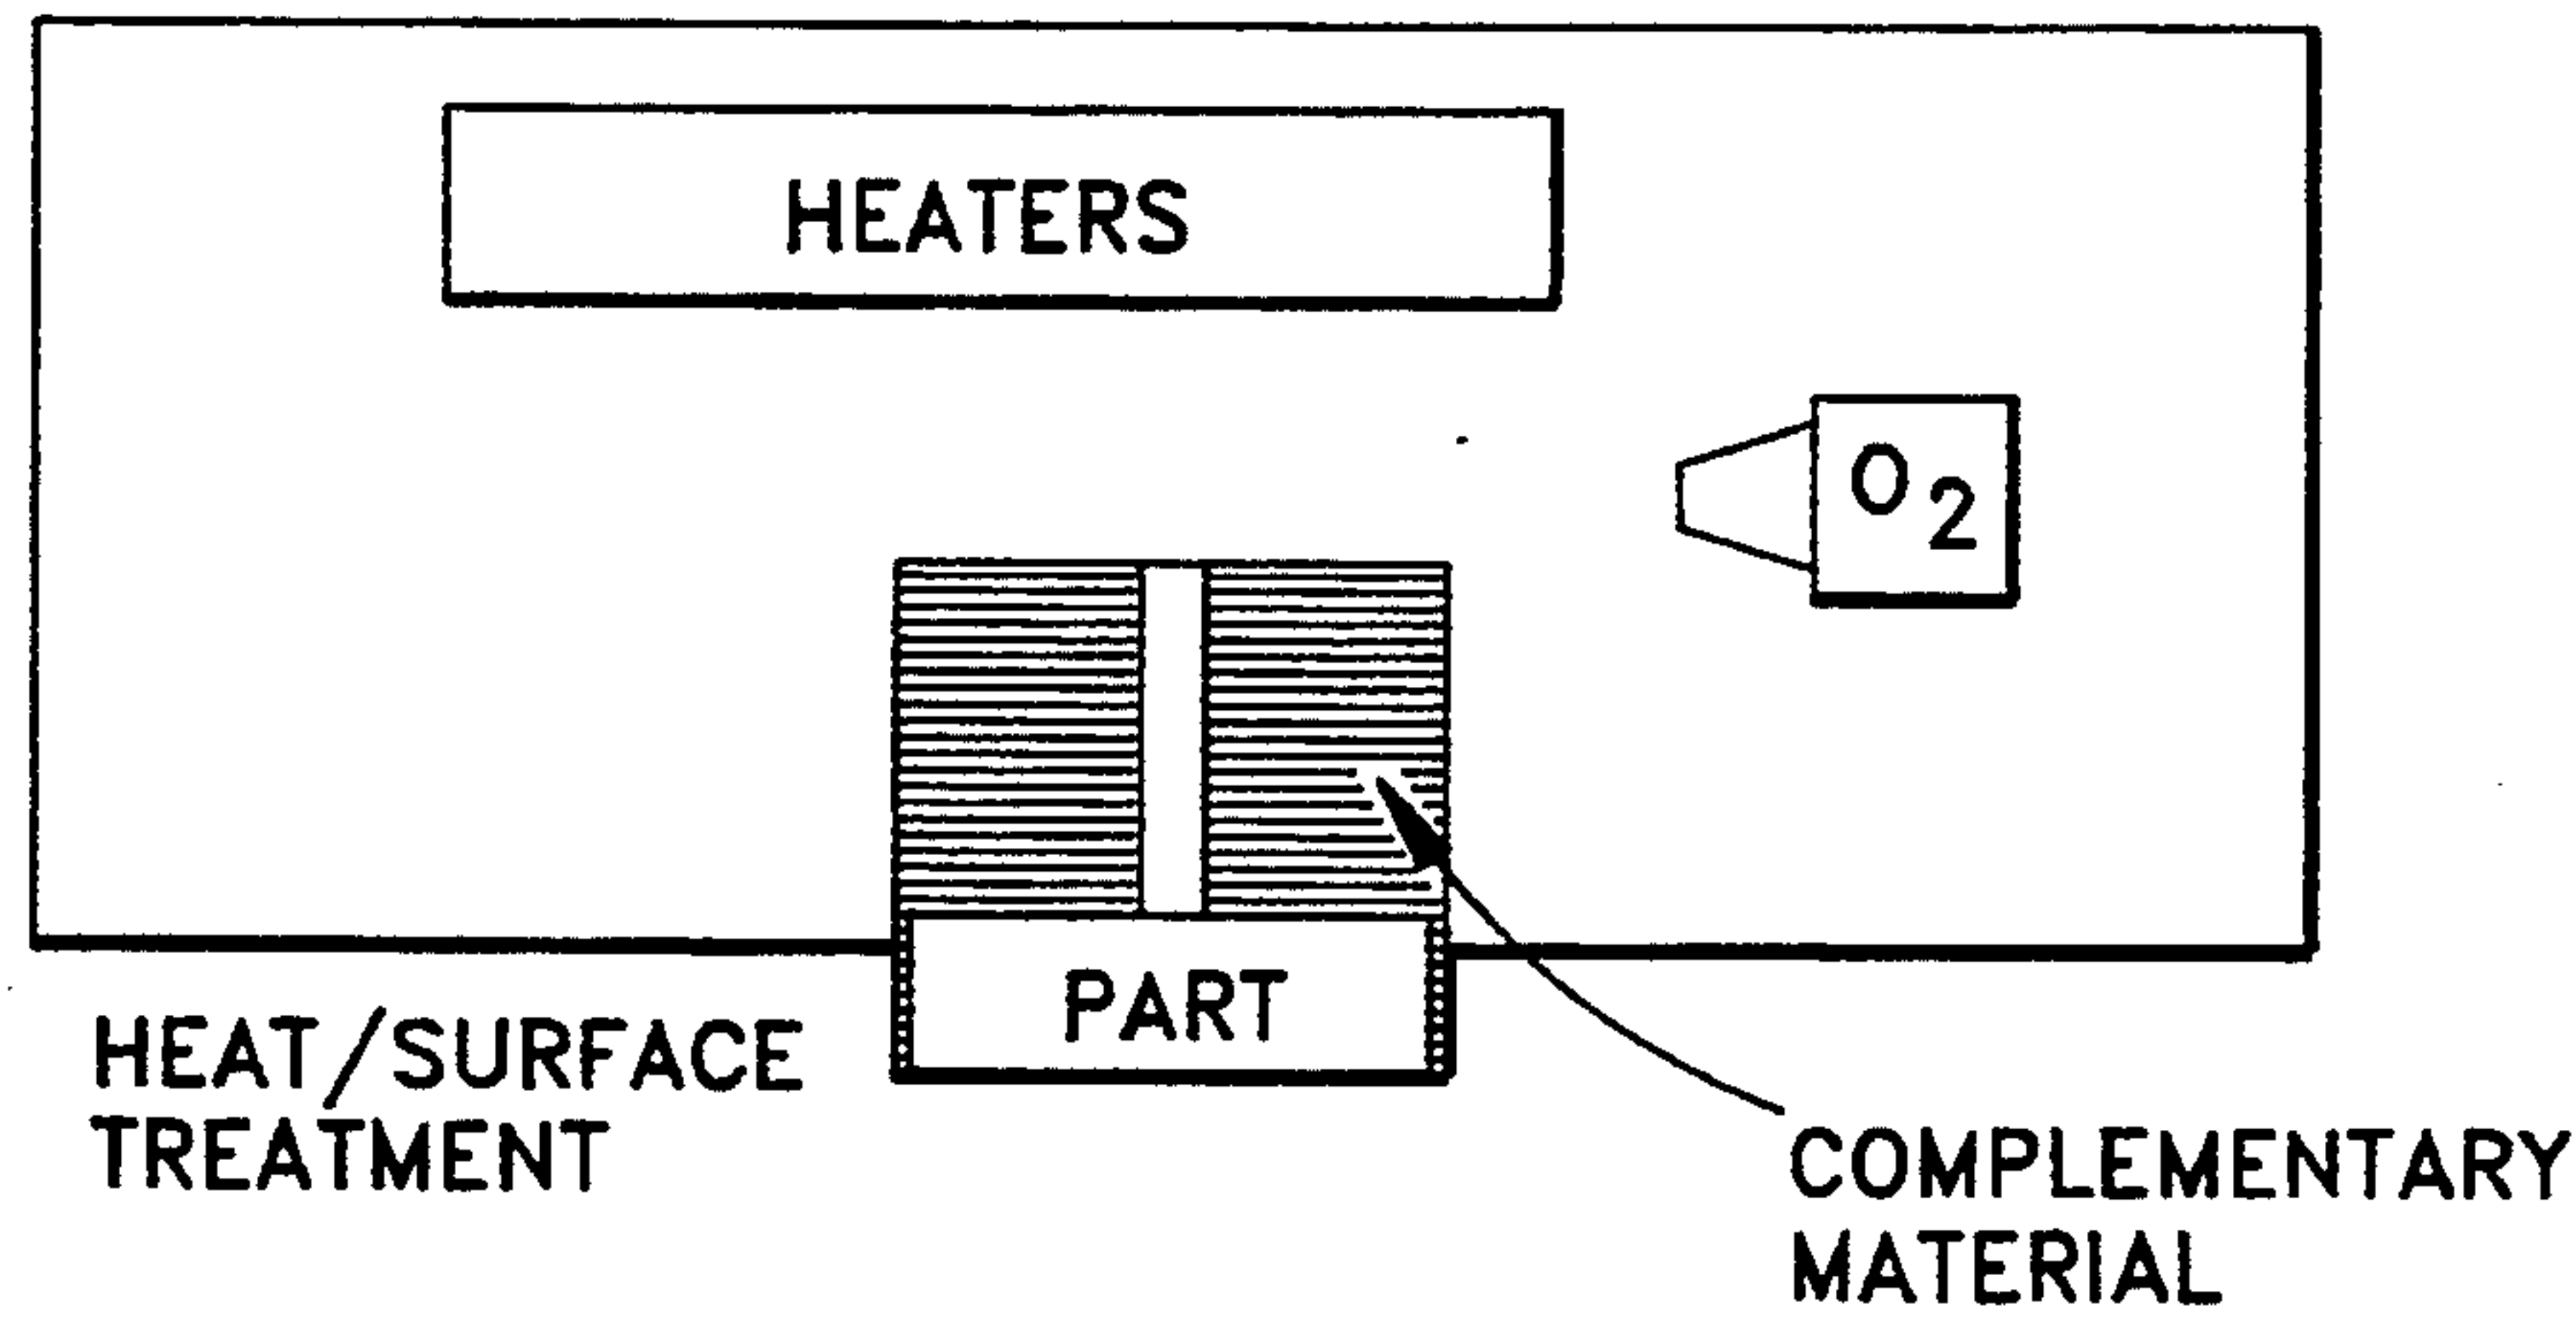 HEATERS
O2
PART
HEAT/SURFACE
TREATMENT
COMPLEMENTARY
MATERIAL